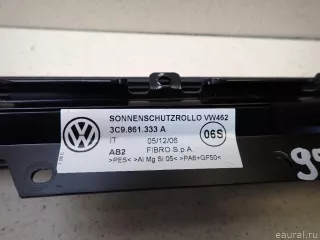 SONNENSCHUTZROLLO VW462
3C9.861.333 A
06S
IT 05/12/06
AB2 FIBRO S.p.A.
>PES< >Al Mg Si 05< >PA6+GF50<
eaural.ru